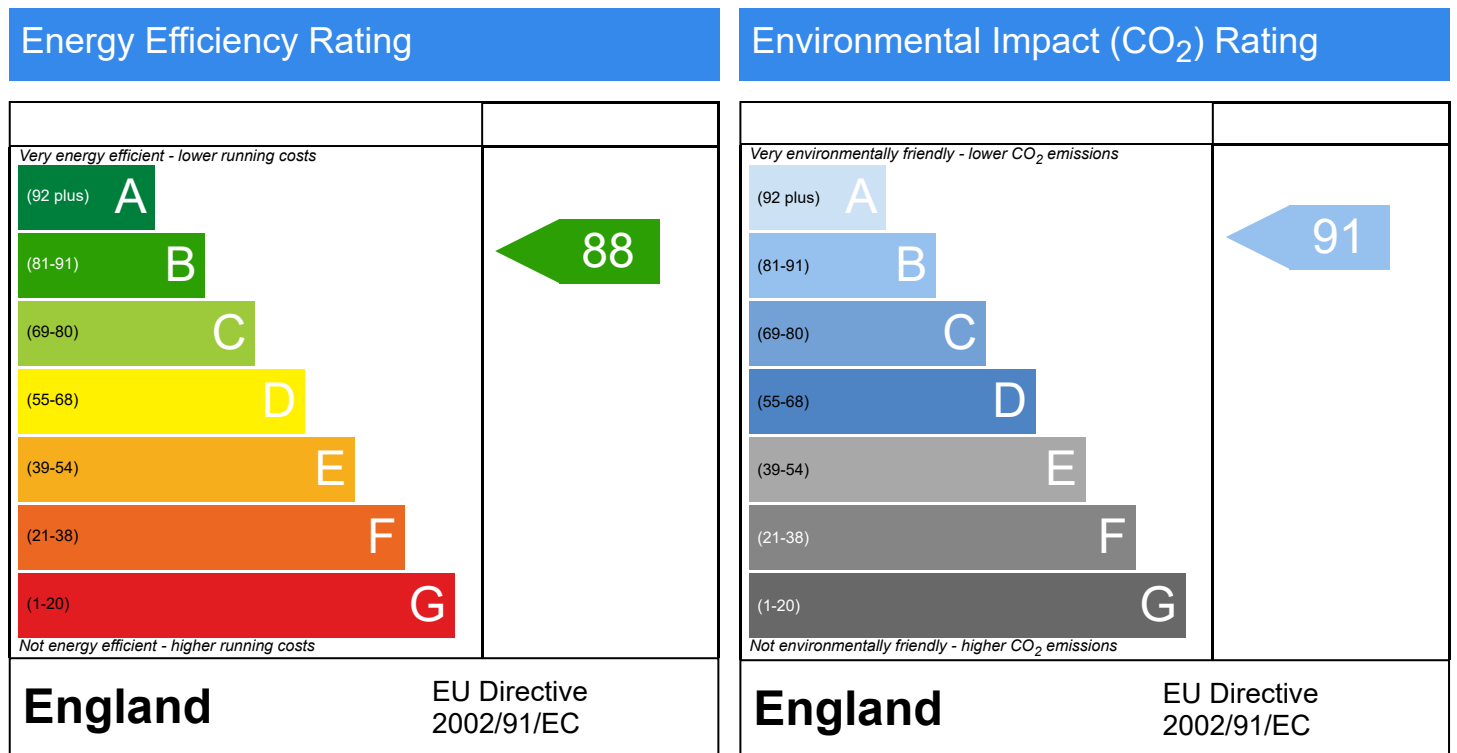 Energy Efficiency Rating
Very energy efficient - lower running costs
(92 plus) A
(81-91) B
(69-80) C
(55-68) D
(39-54) E
(21-38) F
(1-20) G
Not energy efficient - higher running costs
88
England
EU Directive
2002/91/EC
Environmental Impact (CO₂) Rating
Very environmentally friendly - lower CO₂ emissions
(92 plus) A
(81-91) B
(69-80) C
(55-68) D
(39-54) E
(21-38) F
(1-20) G
Not environmentally friendly - higher CO₂ emissions
91
England
EU Directive
2002/91/EC